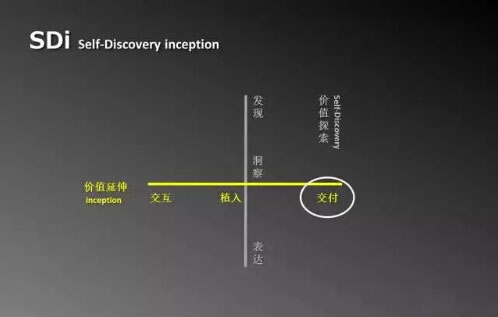 SDi Self-Discovery inception
发现
价值探索
Self-Discovery
洞察
价值延伸
inception
交互
植入
交付
表达